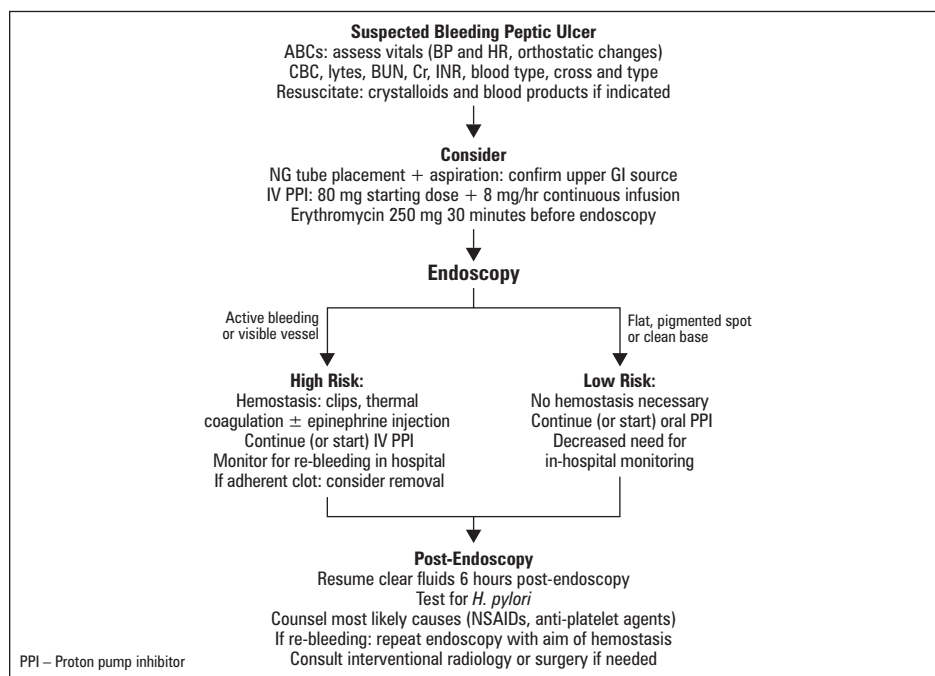 Suspected Bleeding Peptic Ulcer
ABCs: assess vitals (BP and HR, orthostatic changes)
CBC, lytes, BUN, Cr, INR, blood type, cross and type
Resuscitate: crystalloids and blood products if indicated
Consider
NG tube placement + aspiration: confirm upper GI source
IV PPI: 80 mg starting dose + 8 mg/hr continuous infusion
Erythromycin 250 mg 30 minutes before endoscopy
Endoscopy
Active bleeding
or visible vessel
Flat, pigmented spot
or clean base
High Risk:
Hemostasis: clips, thermal
coagulation ± epinephrine injection
Continue (or start) IV PPI
Monitor for re-bleeding in hospital
If adherent clot: consider removal
Low Risk:
No hemostasis necessary
Continue (or start) oral PPI
Decreased need for
in-hospital monitoring
Post-Endoscopy
Resume clear fluids 6 hours post-endoscopy
Test for H. pylori
Counsel most likely causes (NSAIDs, anti-platelet agents)
If re-bleeding: repeat endoscopy with aim of hemostasis
Consult interventional radiology or surgery if needed
PPI – Proton pump inhibitor